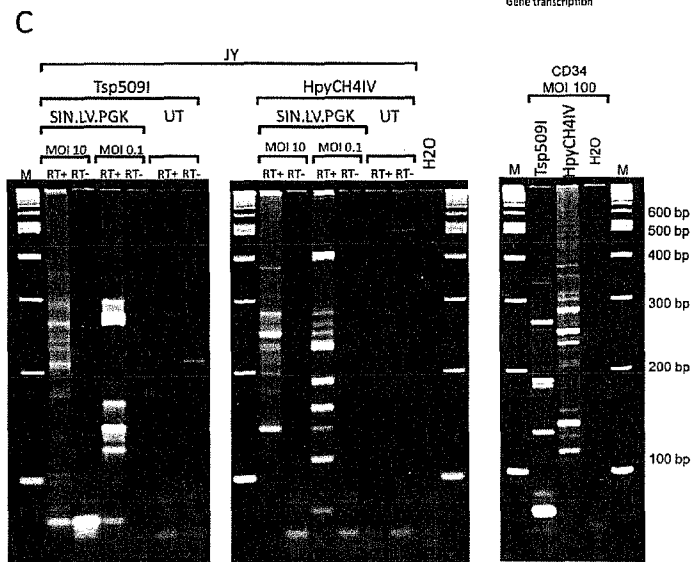 Gene transcription
C
JY
Tsp509I HpyCH4IV
SIN.LV.PGK UT SIN.LV.PGK UT
MOI 10 MOI 0.1 MOI 10 MOI 0.1 H2O
M RT+ RT- RT+ RT- RT+ RT- RT+ RT- RT+ RT- RT+ RT-
CD34
MOI 100
M Tsp509I HpyCH4IV H2O M
600 bp
500 bp
400 bp
300 bp
200 bp
100 bp